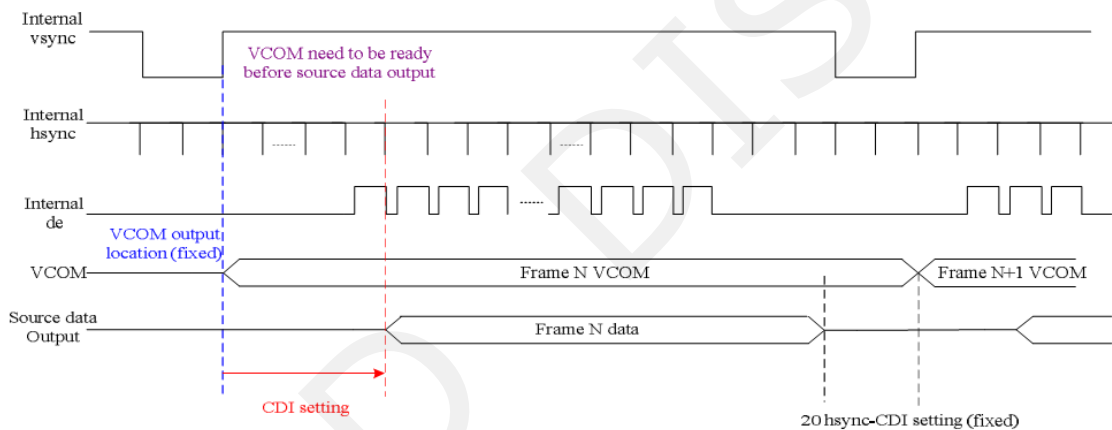 Internal
vsync
VCOM need to be ready
before source data output
Internal
hsync
......
......
Internal
de
......
VCOM output
location (fixed)
VCOM
Frame N VCOM
Frame N+1 VCOM
Source data
Output
Frame N data
CDI setting
20 hsync-CDI setting (fixed)
D DIS